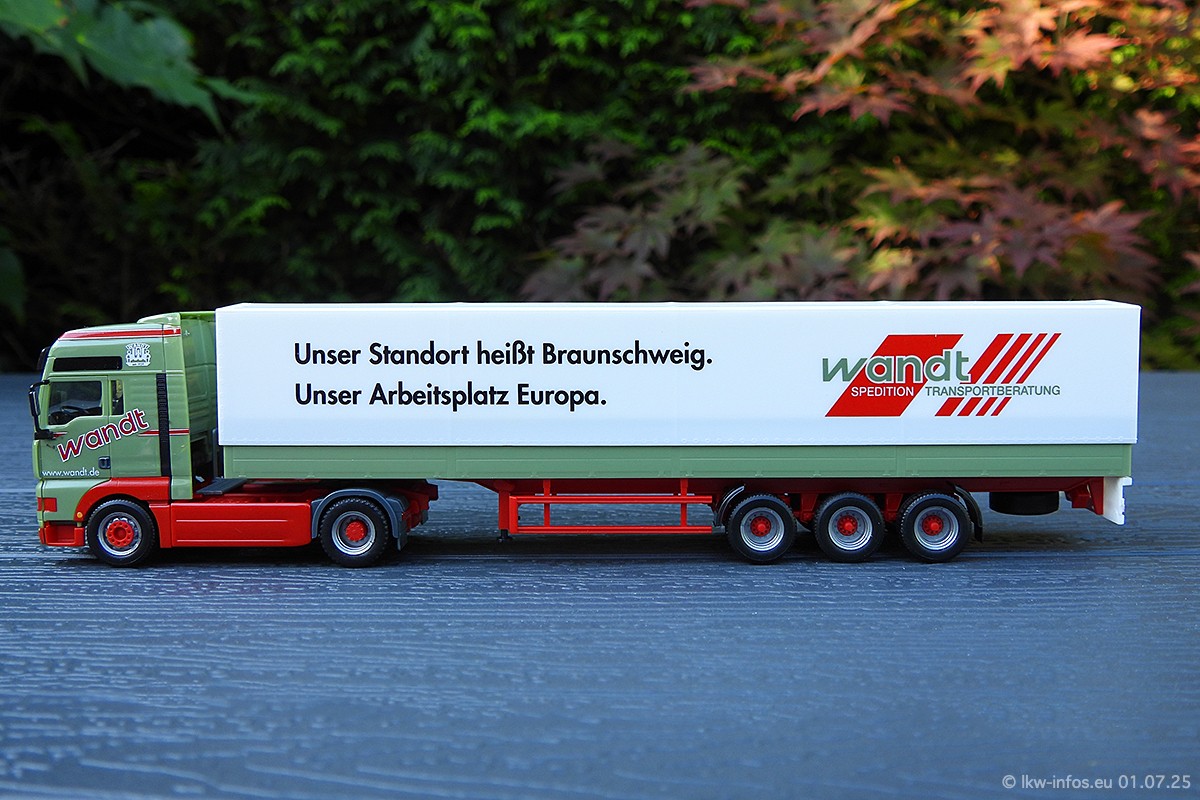 Unser Standort heißt Braunschweig.
Unser Arbeitsplatz Europa.
wandt
SPEDITION TRANSPORTBERATUNG
WANDT
wandt
www.wandt.de
© lkw-infos.eu 01.07.25